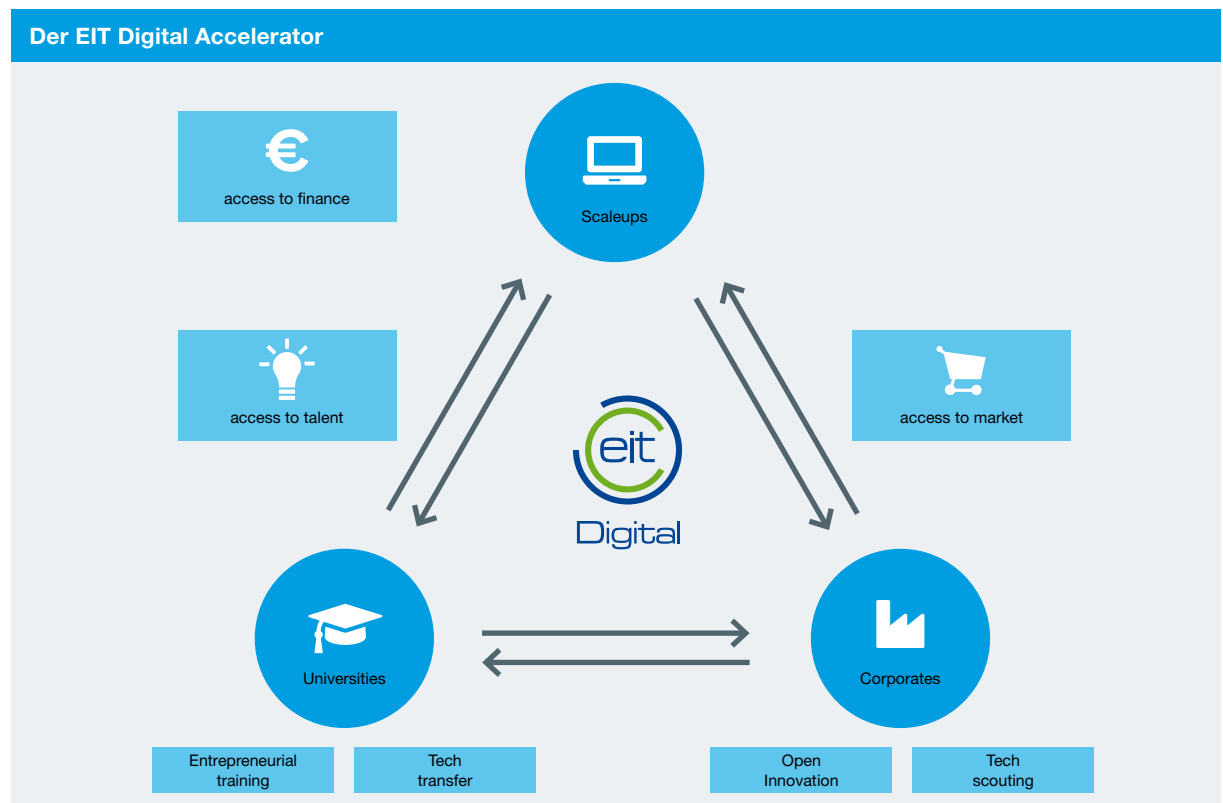 Der EIT Digital Accelerator
€
access to finance
Scaleups
access to talent
access to market
eit
Digital
Universities
Corporates
Entrepreneurial
training
Tech
transfer
Open
Innovation
Tech
scouting